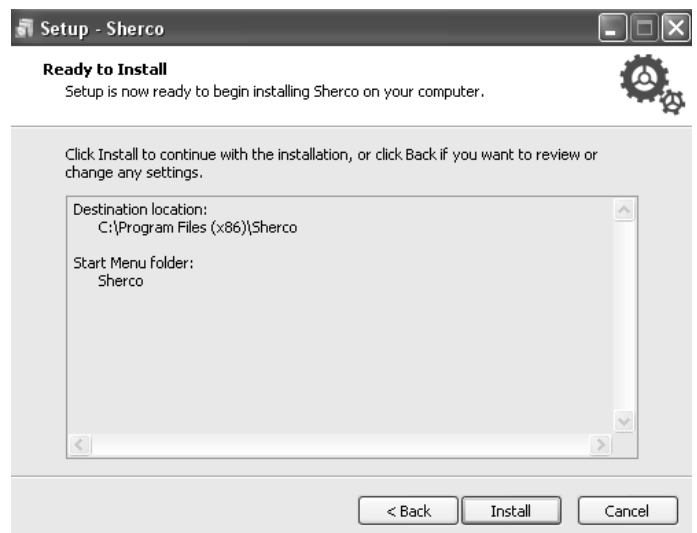 Setup - Sherco
Ready to Install
Setup is now ready to begin installing Sherco on your computer.
Click Install to continue with the installation, or click Back if you want to review or
change any settings.
Destination location:
C:\Program Files (x86)\Sherco
Start Menu folder:
Sherco
< Back Install Cancel